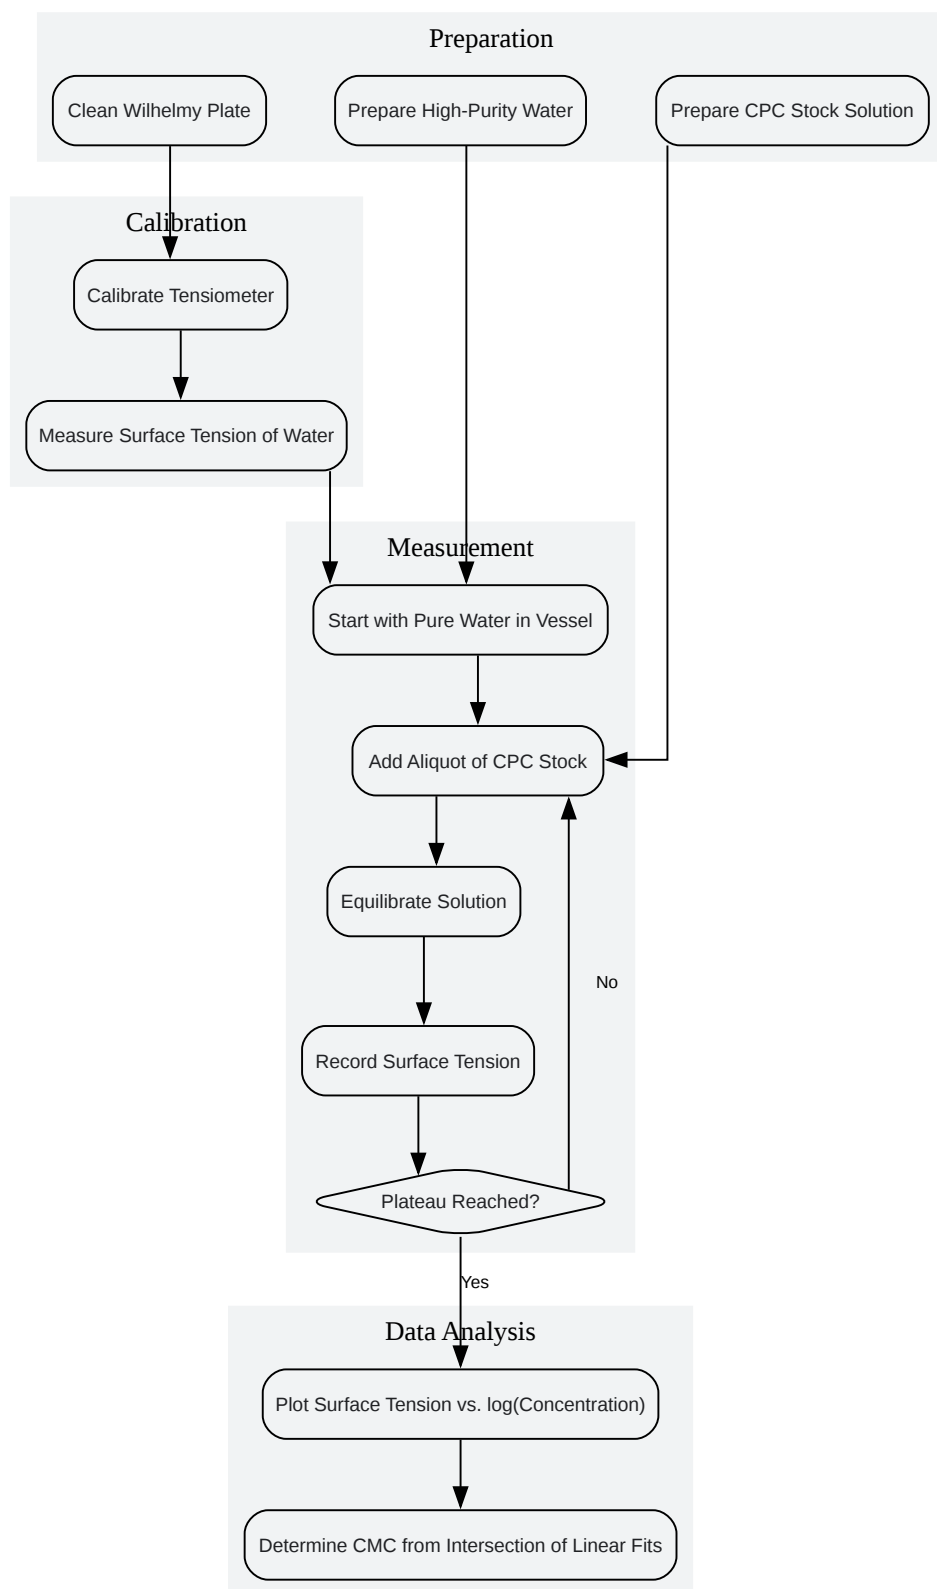 Preparation
Clean Wilhelmy Plate
Prepare High-Purity Water
Prepare CPC Stock Solution
Calibration
Calibrate Tensiometer
Measure Surface Tension of Water
Measurement
Start with Pure Water in Vessel
Add Aliquot of CPC Stock
Equilibrate Solution
No
Record Surface Tension
Plateau Reached?
Yes
Data Analysis
Plot Surface Tension vs. log(Concentration)
Determine CMC from Intersection of Linear Fits